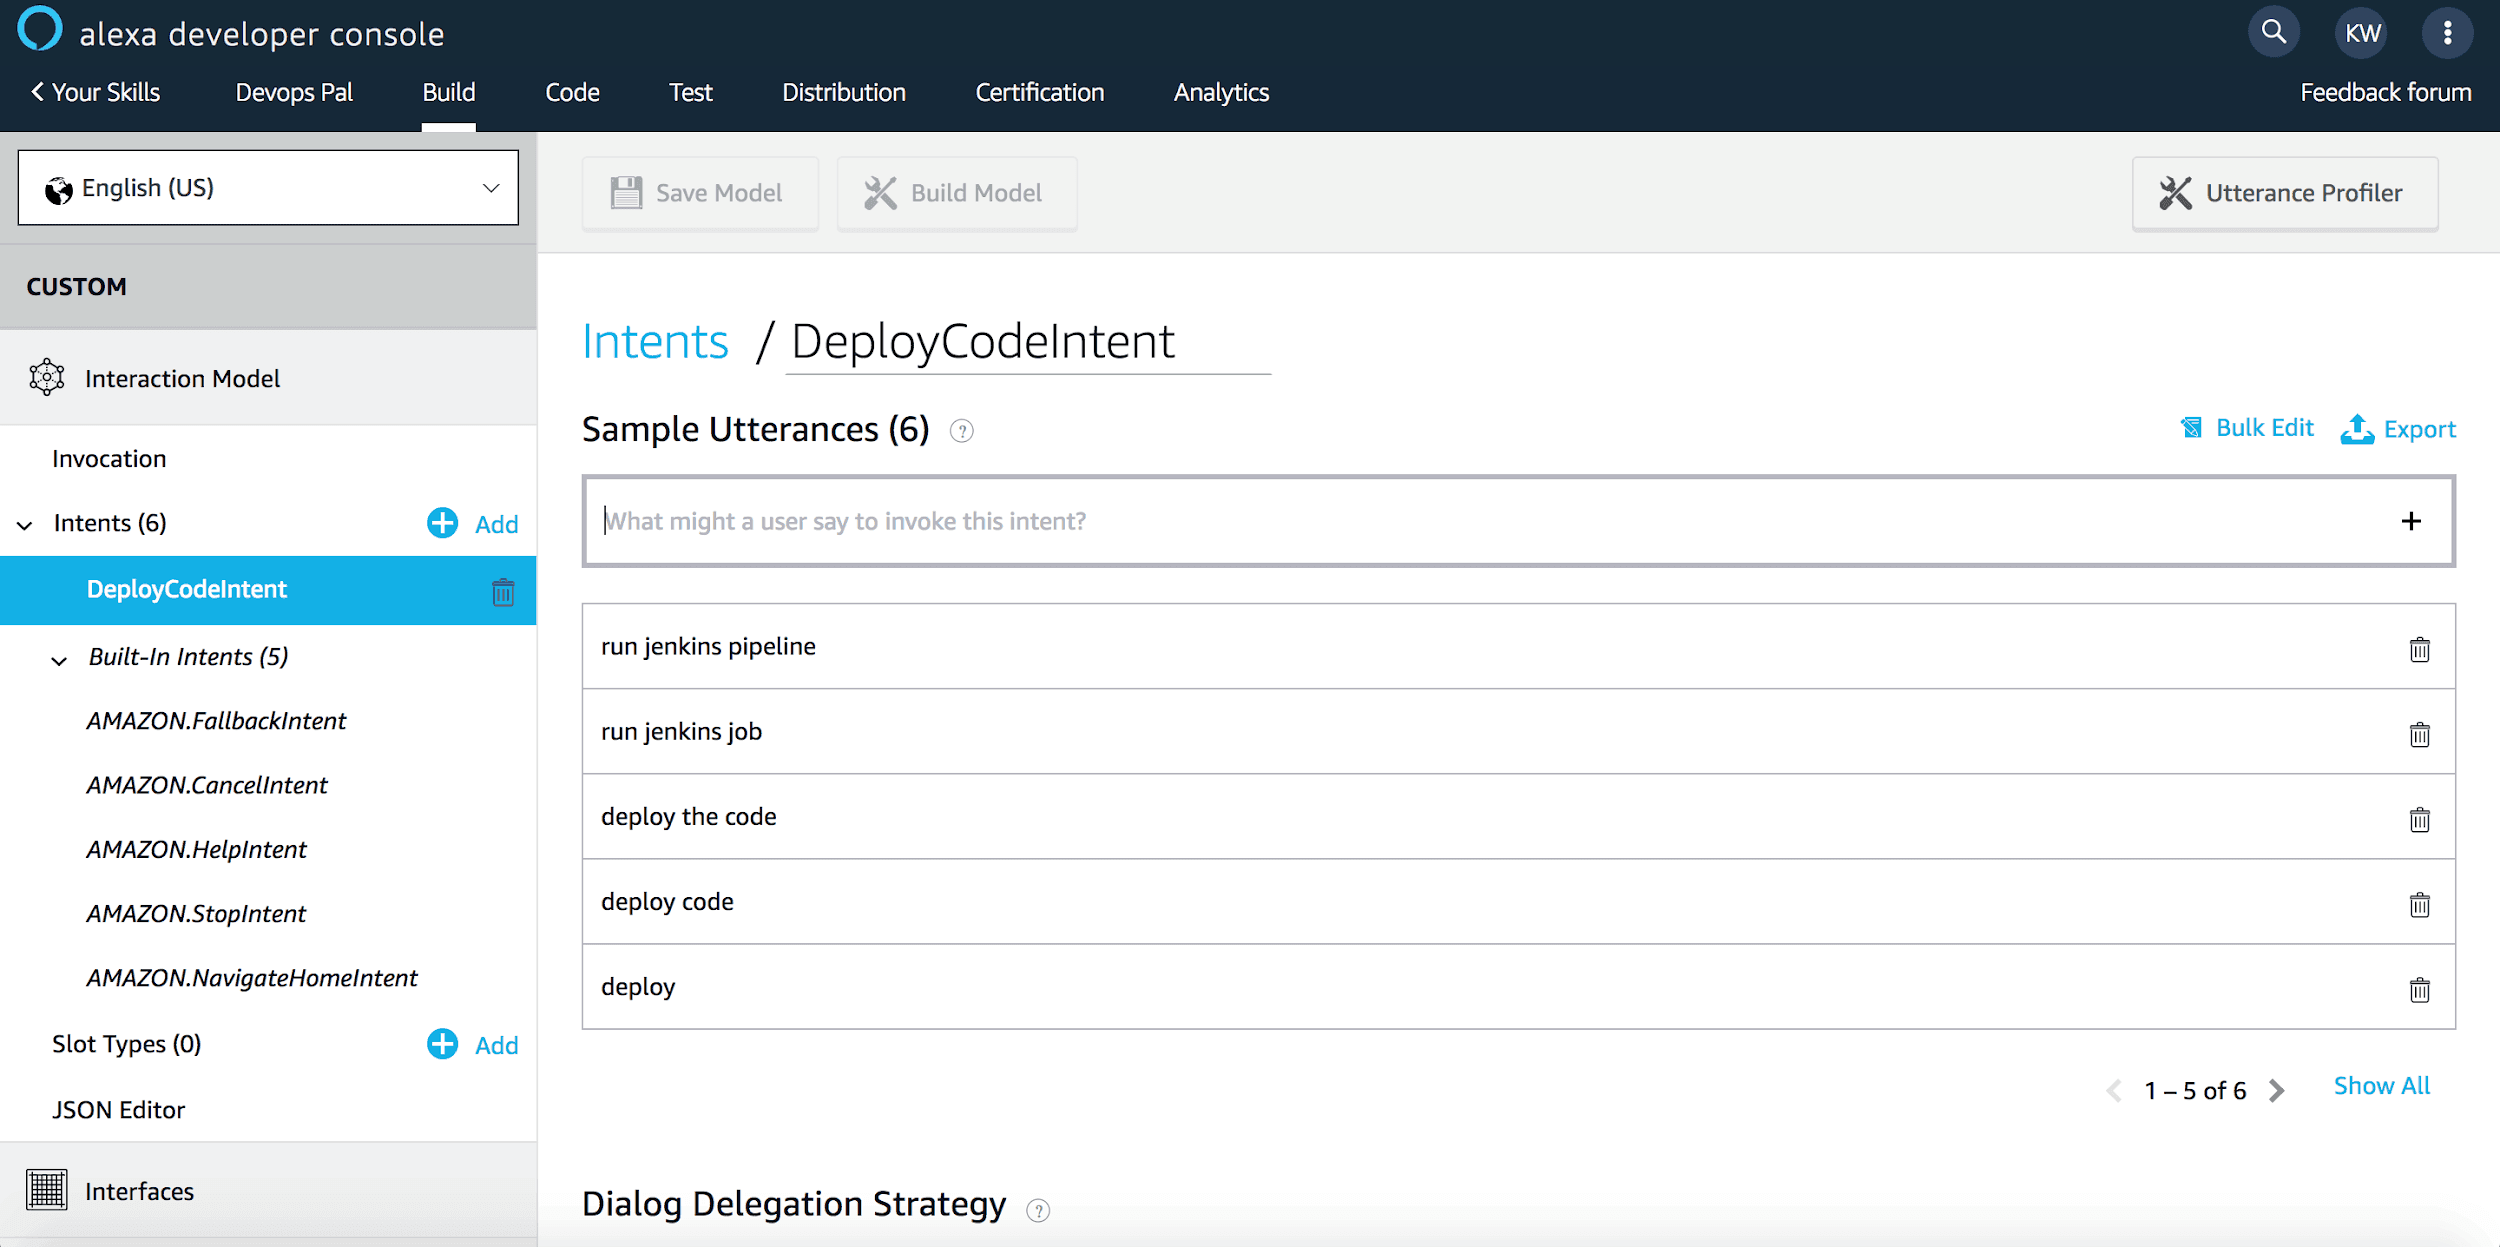 alexa developer console
KW
Your Skills
Devops Pal
Build
Code
Test
Distribution
Certification
Analytics
Feedback forum
English (US)
Save Model
Build Model
Utterance Profiler
CUSTOM
Interaction Model
Invocation
Intents (6)
Add
DeployCodeIntent
Built-In Intents (5)
AMAZON.FallbackIntent
AMAZON.CancelIntent
AMAZON.HelpIntent
AMAZON.StopIntent
AMAZON.NavigateHomeIntent
Slot Types (0)
Add
JSON Editor
Interfaces
Intents / DeployCodeIntent
Sample Utterances (6) ?
Bulk Edit
Export
What might a user say to invoke this intent?
run jenkins pipeline
run jenkins job
deploy the code
deploy code
deploy
1 – 5 of 6
Show All
Dialog Delegation Strategy ?